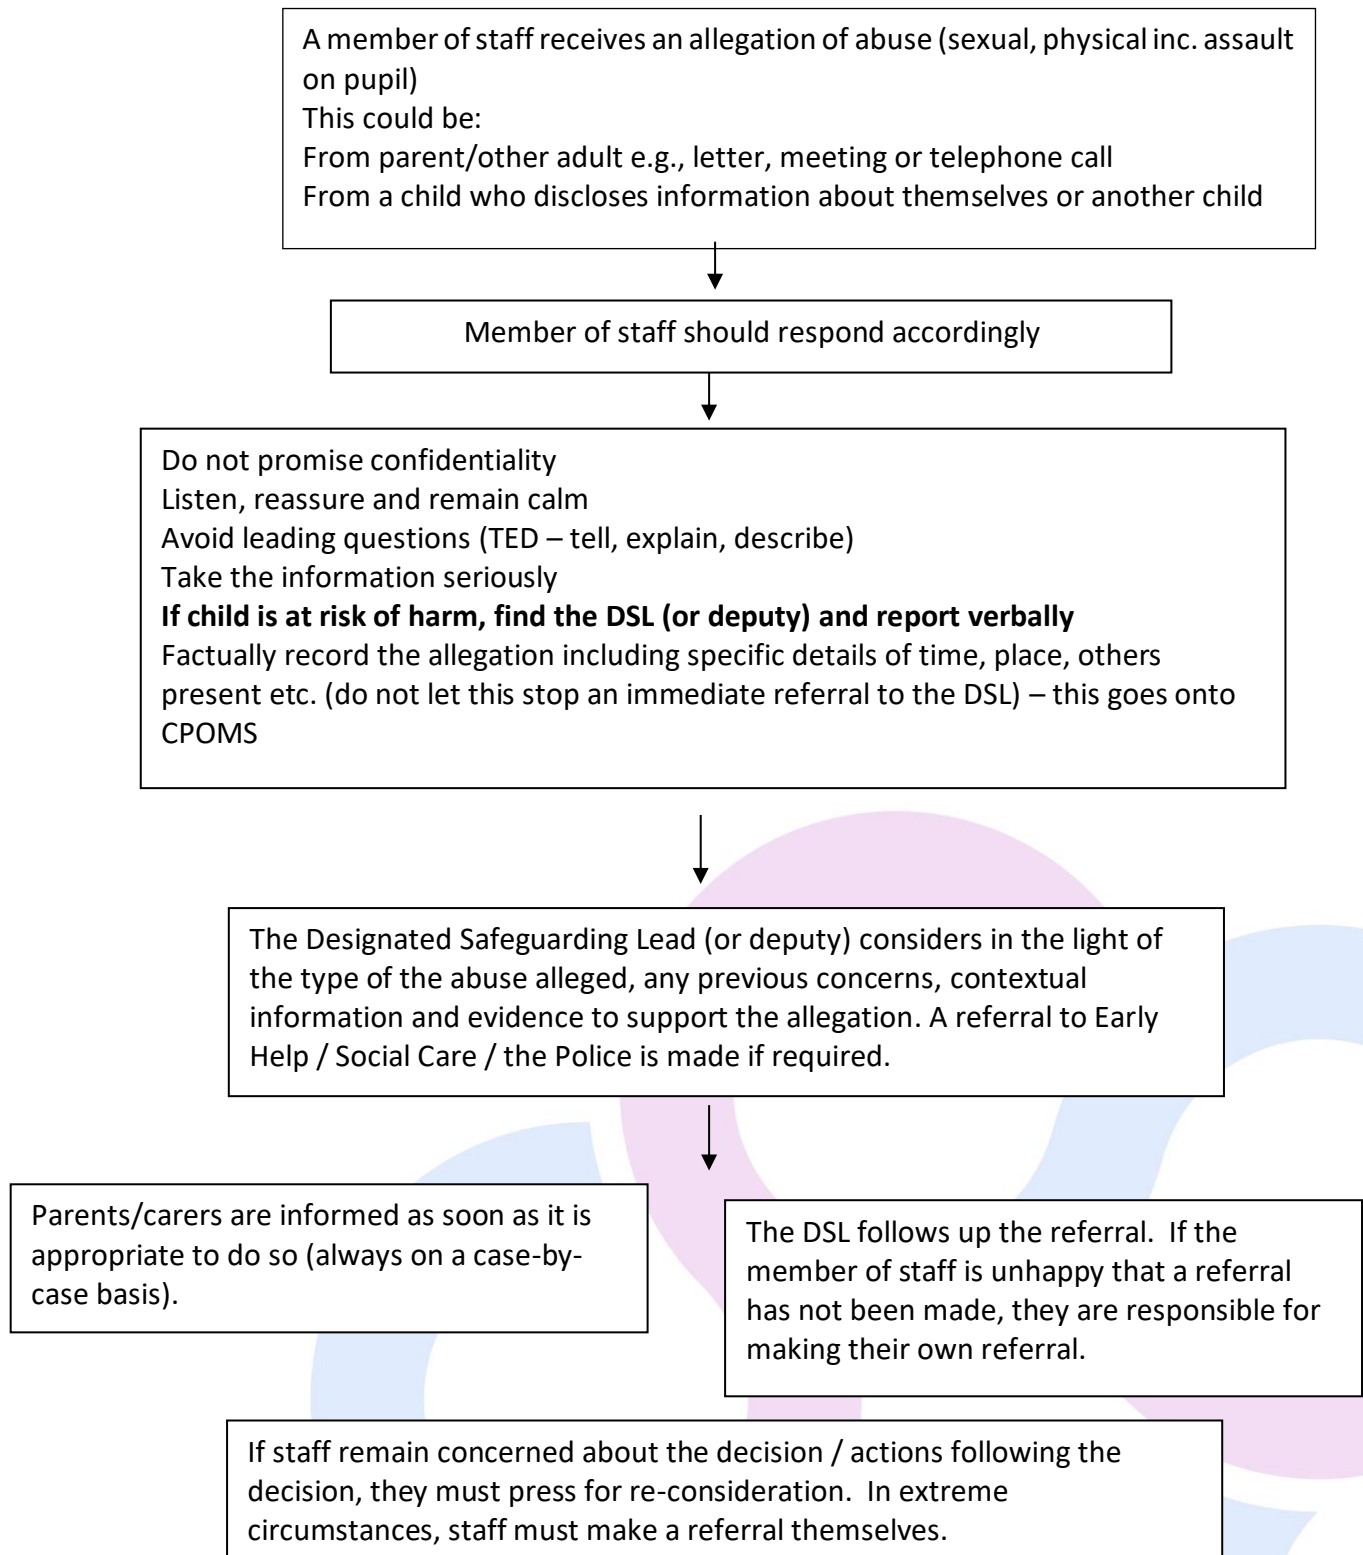 A member of staff receives an allegation of abuse (sexual, physical inc. assault
on pupil)
This could be:
From parent/other adult e.g., letter, meeting or telephone call
From a child who discloses information about themselves or another child
Member of staff should respond accordingly
Do not promise confidentiality
Listen, reassure and remain calm
Avoid leading questions (TED – tell, explain, describe)
Take the information seriously
If child is at risk of harm, find the DSL (or deputy) and report verbally
Factually record the allegation including specific details of time, place, others
present etc. (do not let this stop an immediate referral to the DSL) – this goes onto
CPOMS
The Designated Safeguarding Lead (or deputy) considers in the light of
the type of the abuse alleged, any previous concerns, contextual
information and evidence to support the allegation. A referral to Early
Help / Social Care / the Police is made if required.
Parents/carers are informed as soon as it is
appropriate to do so (always on a case-by-
case basis).
The DSL follows up the referral. If the
member of staff is unhappy that a referral
has not been made, they are responsible for
making their own referral.
If staff remain concerned about the decision / actions following the
decision, they must press for re-consideration. In extreme
circumstances, staff must make a referral themselves.